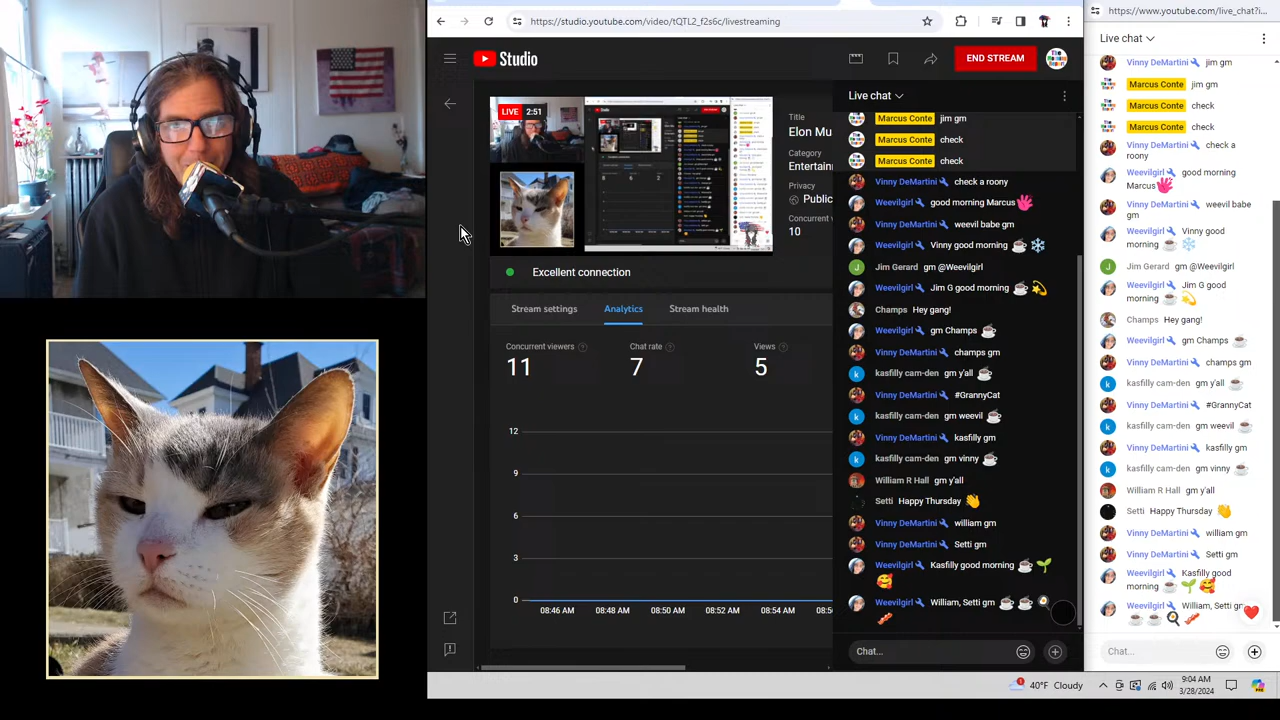 https://studio.youtube.com/video/tQTL2_f2s6c/livestreaming
Studio
END STREAM
LIVE 2:51
Title
Elon Mu
Category
Entertain
Privacy
Public
Concurrent v
10
Excellent connection
Stream settings
Analytics
Stream health
Concurrent viewers
11
Chat rate
7
Views
5
12
9
6
3
0
08:46 AM
08:48 AM
08:50 AM
08:52 AM
08:54 AM
Live chat
Marcus Conte jim gm
Marcus Conte check
Marcus Conte check
Vinny DeMartini check a roony
Weevilgirl good morning Marcus
Vinny DeMartini weevil babe gm
Weevilgirl Vinny good morning ☕ ❄️
Jim Gerard gm @Weevilgirl
Weevilgirl Jim G good morning ☕ 💫
Champs Hey gang!
Weevilgirl gm Champs ☕
Vinny DeMartini champs gm
kasfilly cam-den gm y'all ☕
Vinny DeMartini #GrannyCat
kasfilly cam-den gm weevil ☕
Vinny DeMartini kasfilly gm
kasfilly cam-den gm vinny ☕
William R Hall gm y'all
Setti Happy Thursday 👋
Vinny DeMartini william gm
Vinny DeMartini Setti gm
Weevilgirl Kasfilly good morning ☕ 🌱
🥰
Weevilgirl William, Setti gm ☕ ☕ 🍳
🥓
Chat...
https://www.youtube.com/live_chat?i...
Live chat
Vinny DeMartini jim gm
Marcus Conte jim gm
Marcus Conte check
Marcus Conte check
Vinny DeMartini check a
roony
Weevilgirl good morning
Marcus
Vinny DeMartini weevil babe
gm
Weevilgirl Vinny good
morning ☕ ❄️
Jim Gerard gm @Weevilgirl
Weevilgirl Jim G good
morning ☕ 💫
Champs Hey gang!
Weevilgirl gm Champs ☕
Vinny DeMartini champs gm
kasfilly cam-den gm y'all ☕
Vinny DeMartini #GrannyCat
kasfilly cam-den gm weevil ☕
Vinny DeMartini kasfilly gm
kasfilly cam-den gm vinny ☕
William R Hall gm y'all
Setti Happy Thursday 👋
Vinny DeMartini william gm
Vinny DeMartini Setti gm
Weevilgirl Kasfilly good
morning ☕ 🌱 🥰
Weevilgirl William, Setti gm
☕ ☕ 🍳 🥓
Chat...
40°F Cloudy
9:04 AM
3/28/2024